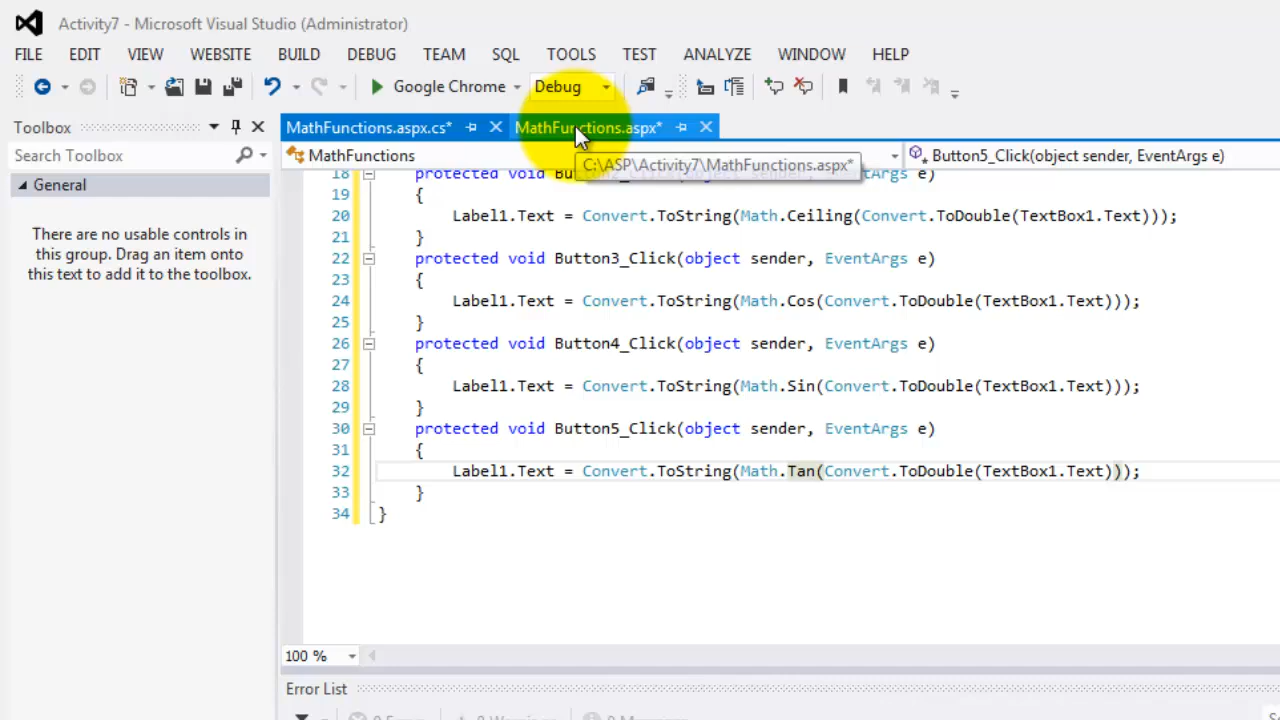 Activity7 - Microsoft Visual Studio (Administrator)
FILE EDIT VIEW WEBSITE BUILD DEBUG TEAM SQL TOOLS TEST ANALYZE WINDOW HELP
Google Chrome Debug
Toolbox MathFunctions.aspx.cs* MathFunctions.aspx*
Search Toolbox MathFunctions C:\ASP\Activity7\MathFunctions.aspx* Button5_Click(object sender, EventArgs e)
General
There are no usable controls in
this group. Drag an item onto
this text to add it to the toolbox.
18 protected void EventArgs e)
19 {
20 Label1.Text = Convert.ToString(Math.Ceiling(Convert.ToDouble(TextBox1.Text)));
21 }
22 protected void Button3_Click(object sender, EventArgs e)
23 {
24 Label1.Text = Convert.ToString(Math.Cos(Convert.ToDouble(TextBox1.Text)));
25 }
26 protected void Button4_Click(object sender, EventArgs e)
27 {
28 Label1.Text = Convert.ToString(Math.Sin(Convert.ToDouble(TextBox1.Text)));
29 }
30 protected void Button5_Click(object sender, EventArgs e)
31 {
32 Label1.Text = Convert.ToString(Math.Tan(Convert.ToDouble(TextBox1.Text)));
33 }
34 }
100 %
Error List